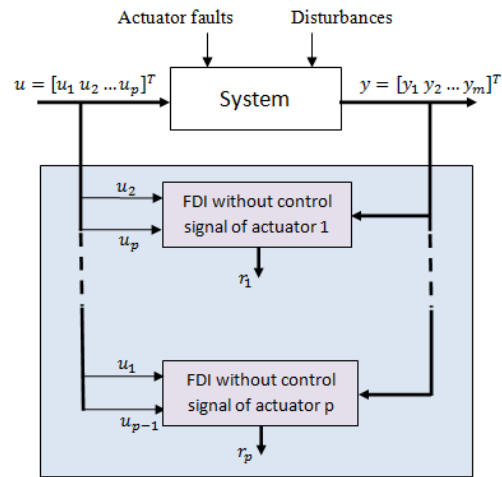 Actuator faults
Disturbances
u = [u₁ u₂ ... uₚ]ᵀ
System
y = [y₁ y₂ ... yₘ]ᵀ
u₂
uₚ
FDI without control
signal of actuator 1
r₁
u₁
uₚ₋₁
FDI without control
signal of actuator p
rₚ